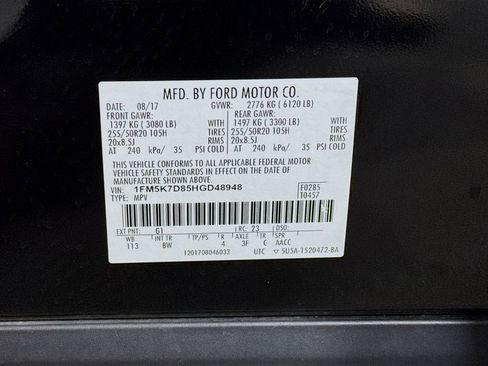 MFD. BY FORD MOTOR CO.
DATE: 08/17 GVWR: 2776 KG ( 6120 LB)
FRONT GAWR: REAR GAWR:
1397 KG ( 3080 LB) 1497 KG ( 3300 LB)
255/50R20 105H TIRES 255/50R20 105H TIRES
20x8.5J RIMS 20x8.5J RIMS
AT 240 kPa/ 35 PSI COLD AT 240 kPa/ 35 PSI COLD
THIS VEHICLE CONFORMS TO ALL APPLICABLE FEDERAL MOTOR
VEHICLE SAFETY STANDARDS IN EFFECT ON THE DATE OF
MANUFACTURE SHOWN ABOVE.
VIN: 1FM5K7D85HGD48948 F0285
TYPE: MPV T0457
EXT PNT: G1 RC: 23 DSO:
WB INT TR TP/PS R AXLE TR SPR
113 BW 4 3F C AACC
1201708046033 UTC 5U5A-1520472-BA